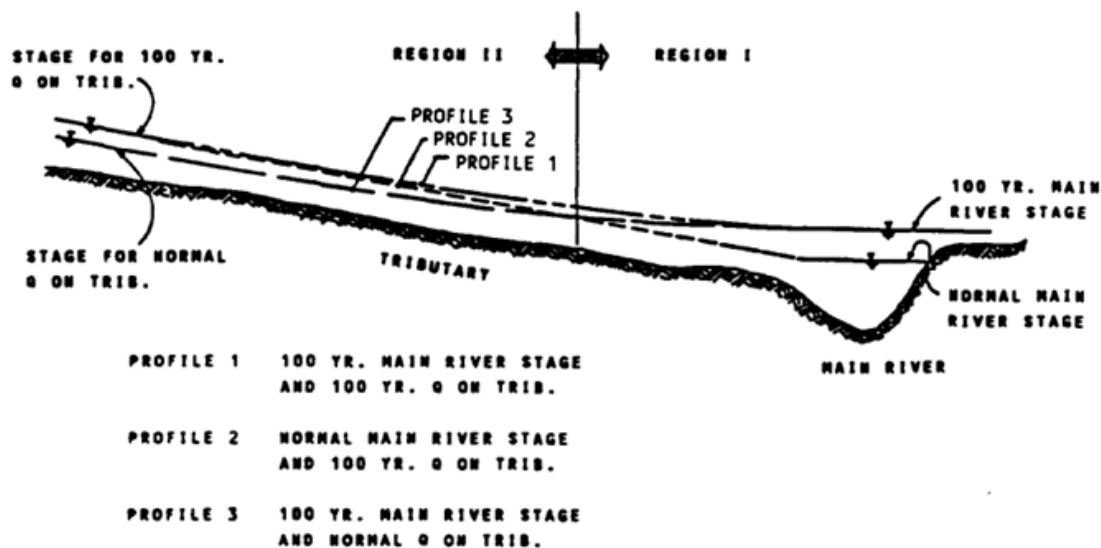 STAGE FOR 100 YR.
Q ON TRIB.
REGION II
REGION I
PROFILE 3
PROFILE 2
PROFILE 1
100 YR. MAIN
RIVER STAGE
STAGE FOR NORMAL
Q ON TRIB.
TRIBUTARY
NORMAL MAIN
RIVER STAGE
MAIN RIVER
PROFILE 1 100 YR. MAIN RIVER STAGE
AND 100 YR. Q ON TRIB.
PROFILE 2 NORMAL MAIN RIVER STAGE
AND 100 YR. Q ON TRIB.
PROFILE 3 100 YR. MAIN RIVER STAGE
AND NORMAL Q ON TRIB.